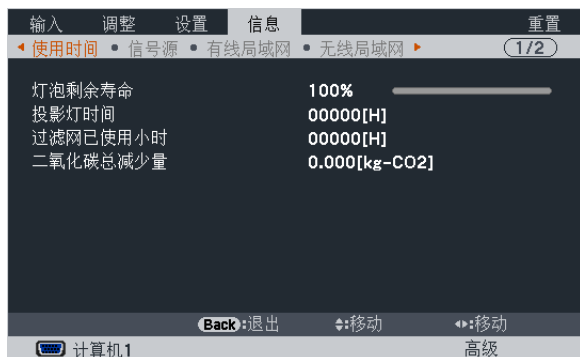 输入 调整 设置 信息 重置
使用时间 • 信号源 • 有线局域网 • 无线局域网 1/2
灯泡剩余寿命 100%
投影灯时间 00000[H]
过滤网已使用小时 00000[H]
二氧化碳总减少量 0.000[kg-CO2]
Back:退出 :移动 :移动
计算机1 高级